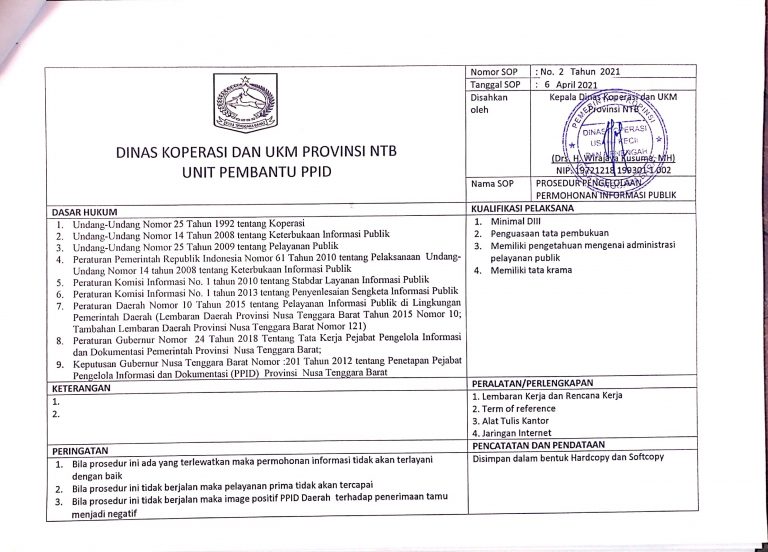 DINAS KOPERASI DAN UKM PROVINSI NTB
UNIT PEMBANTU PPID
Nomor SOP : No. 2 Tahun 2021
Tanggal SOP : 6 April 2021
Disahkan oleh
Kepala Dinas Koperasi dan UKM
Provinsi NTB
(Drs. H. Wirajaya Kusuma, MH)
NIP. 19721218 199301 1 002
Nama SOP
PROSEDUR PENGELOLAAN
PERMOHONAN INFORMASI PUBLIK
DASAR HUKUM
1. Undang-Undang Nomor 25 Tahun 1992 tentang Koperasi
2. Undang-Undang Nomor 14 Tahun 2008 tentang Keterbukaan Informasi Publik
3. Undang-Undang Nomor 25 Tahun 2009 tentang Pelayanan Publik
4. Peraturan Pemerintah Republik Indonesia Nomor 61 Tahun 2010 tentang Pelaksanaan Undang-
Undang Nomor 14 tahun 2008 tentang Keterbukaan Informasi Publik
5. Peraturan Komisi Informasi No. 1 tahun 2010 tentang Stabdar Layanan Informasi Publik
6. Peraturan Komisi Informasi No. 1 tahun 2013 tentang Penyenlesaian Sengketa Informasi Publik
7. Peraturan Daerah Nomor 10 Tahun 2015 tentang Pelayanan Informasi Publik di Lingkungan
Pemerintah Daerah (Lembaran Daerah Provinsi Nusa Tenggara Barat Tahun 2015 Nomor 10;
Tambahan Lembaran Daerah Provinsi Nusa Tenggara Barat Nomor 121)
8. Peraturan Gubernur Nomor 24 Tahun 2018 Tentang Tata Kerja Pejabat Pengelola Informasi
dan Dokumentasi Pemerintah Provinsi Nusa Tenggara Barat;
9. Keputusan Gubernur Nusa Tenggara Barat Nomor :201 Tahun 2012 tentang Penetapan Pejabat
Pengelola Informasi dan Dokumentasi (PPID) Provinsi Nusa Tenggara Barat
KUALIFIKASI PELAKSANA
1. Minimal DIII
2. Penguasaan tata pembukuan
3. Memiliki pengetahuan mengenai administrasi
pelayanan publik
4. Memiliki tata krama
KETERANGAN
1.
2.
PERALATAN/PERLENGKAPAN
1. Lembaran Kerja dan Rencana Kerja
2. Term of reference
3. Alat Tulis Kantor
4. Jaringan Internet
PERINGATAN
1. Bila prosedur ini ada yang terlewatkan maka permohonan informasi tidak akan terlayani
dengan baik
2. Bila prosedur ini tidak berjalan maka pelayanan prima tidak akan tercapai
3. Bila prosedur ini tidak berjalan maka image positif PPID Daerah terhadap penerimaan tamu
menjadi negatif
PENCATATAN DAN PENDATAAN
Disimpan dalam bentuk Hardcopy dan Softcopy